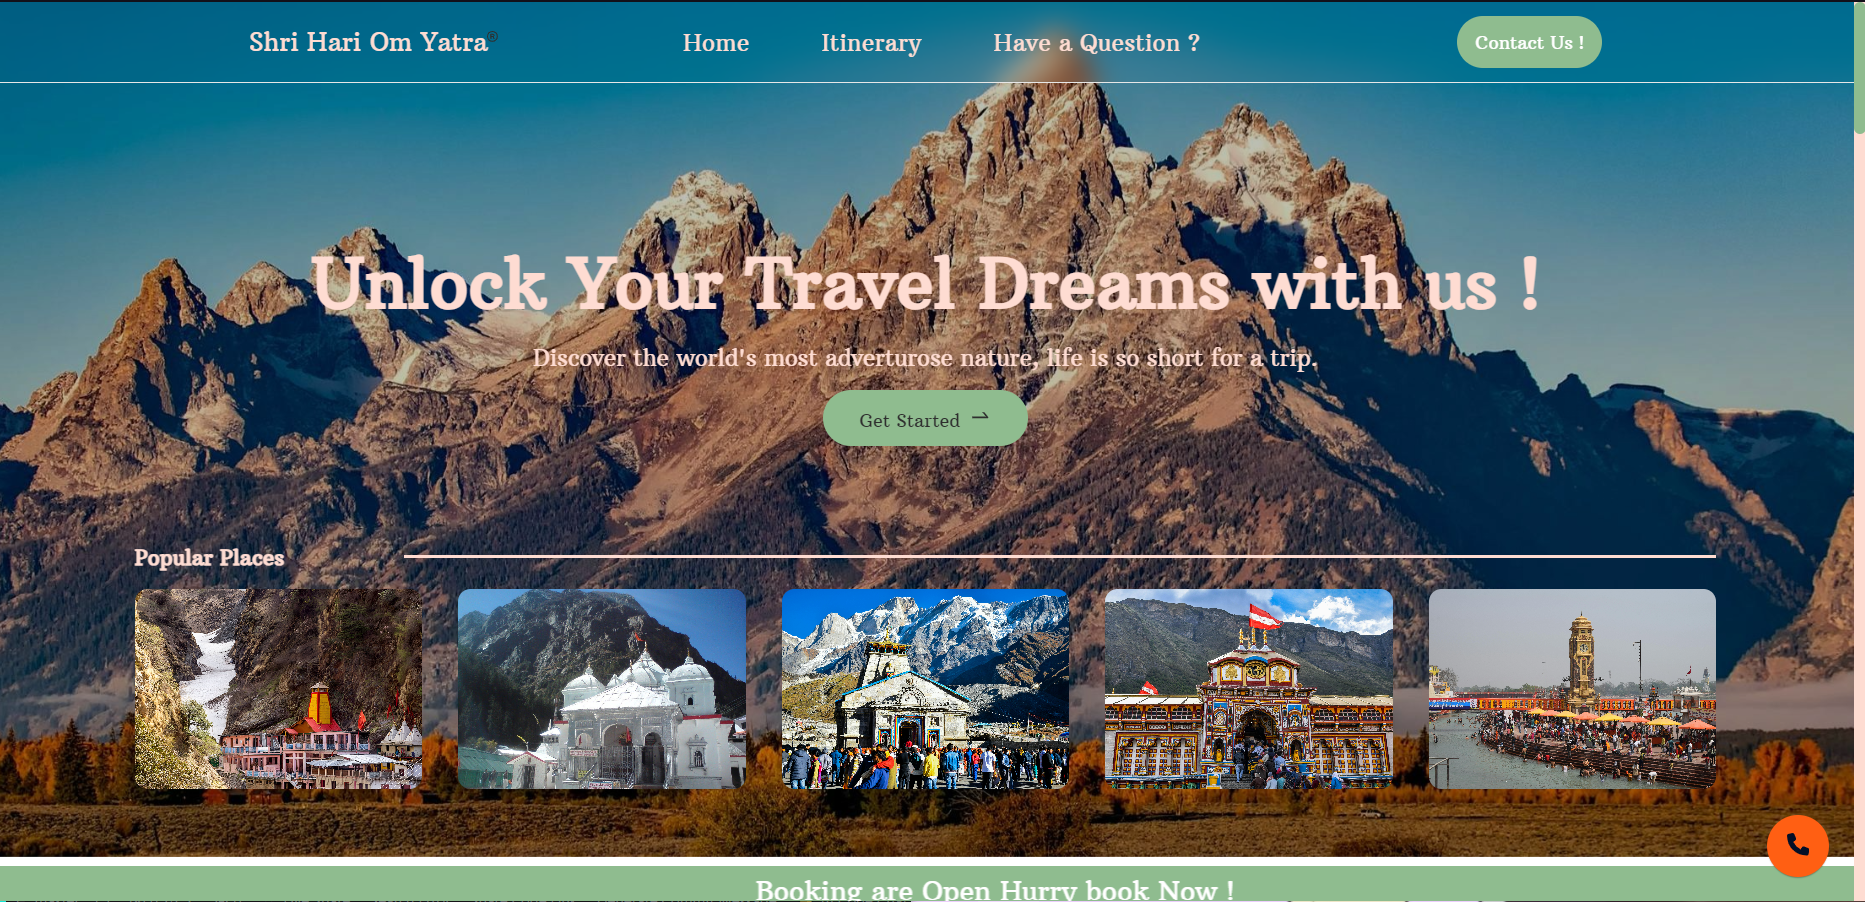 Shri Hari Om Yatra®
Home
Itinerary
Have a Question ?
Contact Us !
Unlock Your Travel Dreams with us !
Discover the world's most adverturose nature, life is so short for a trip.
Get Started
Popular Places
Booking are Open Hurry book Now !